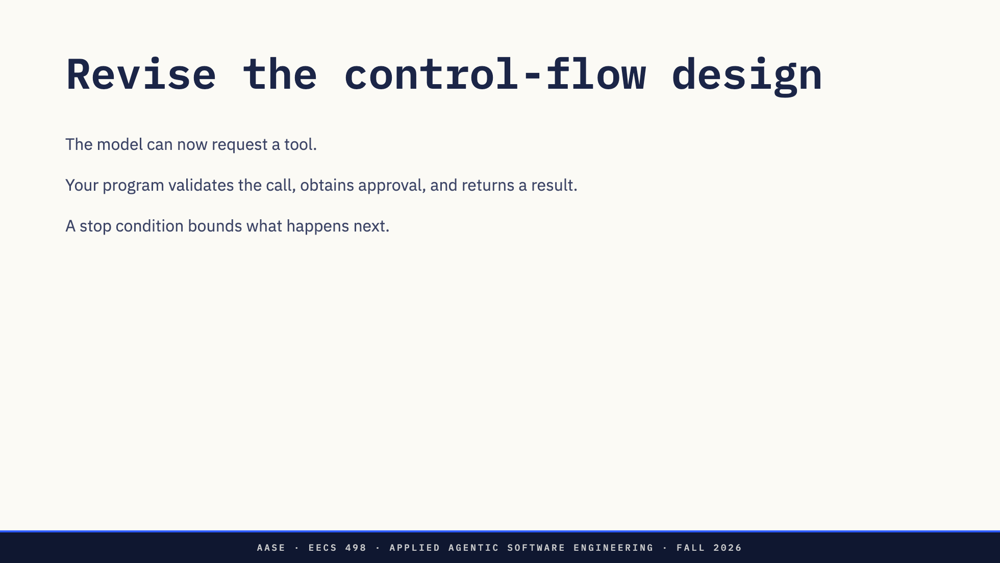 Revise the control-flow design
The model can now request a tool.
Your program validates the call, obtains approval, and returns a result.
A stop condition bounds what happens next.
AASE · EECS 498 · APPLIED AGENTIC SOFTWARE ENGINEERING · FALL 2026